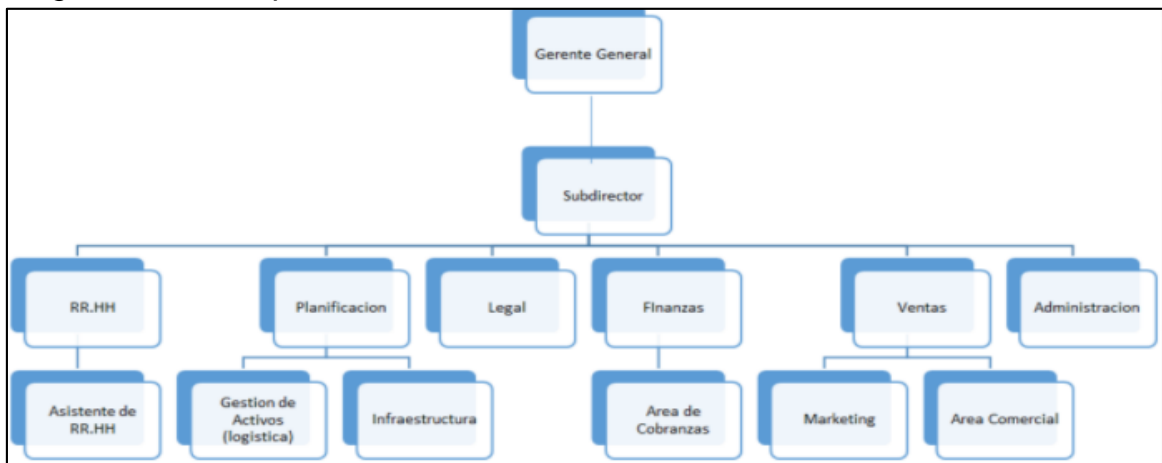 Gerente General
Subdirector
RR.HH
Planificacion
Legal
FInanzas
Ventas
Administracion
Asistente de
RR.HH
Gestion de
Activos
(logistica)
Infraestructura
Area de
Cobranzas
Marketing
Area Comercial